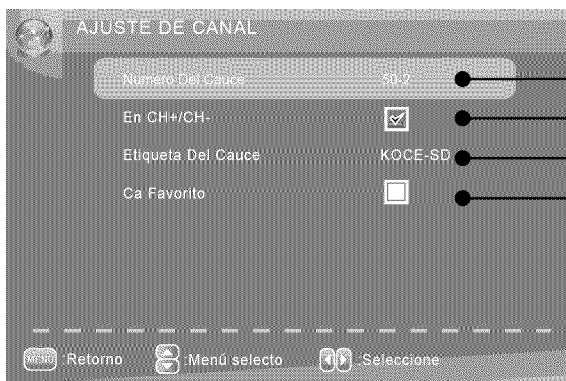 AJUSTE DE CANAL
Numero Del Cauce 50-2
En CH+/CH-
Etiqueta Del Cauce KOCE-SD
Ca Favorito
MENU :Retorno :Menú selecto :Seleccione